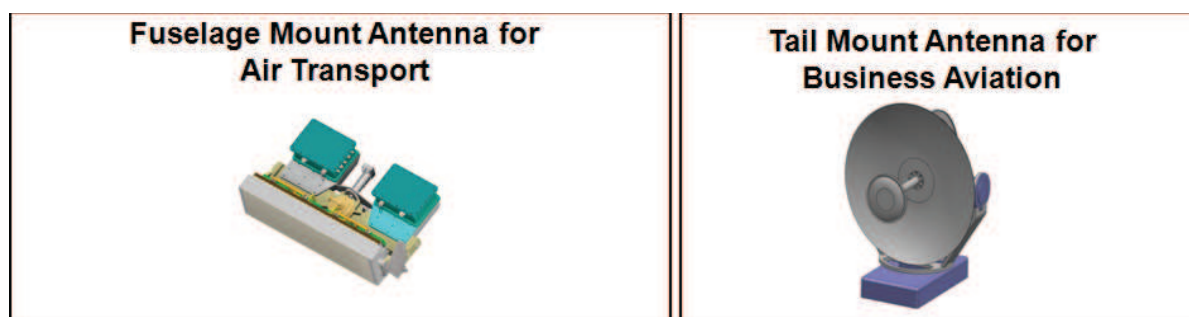 Fuselage Mount Antenna for
Air Transport
Tail Mount Antenna for
Business Aviation